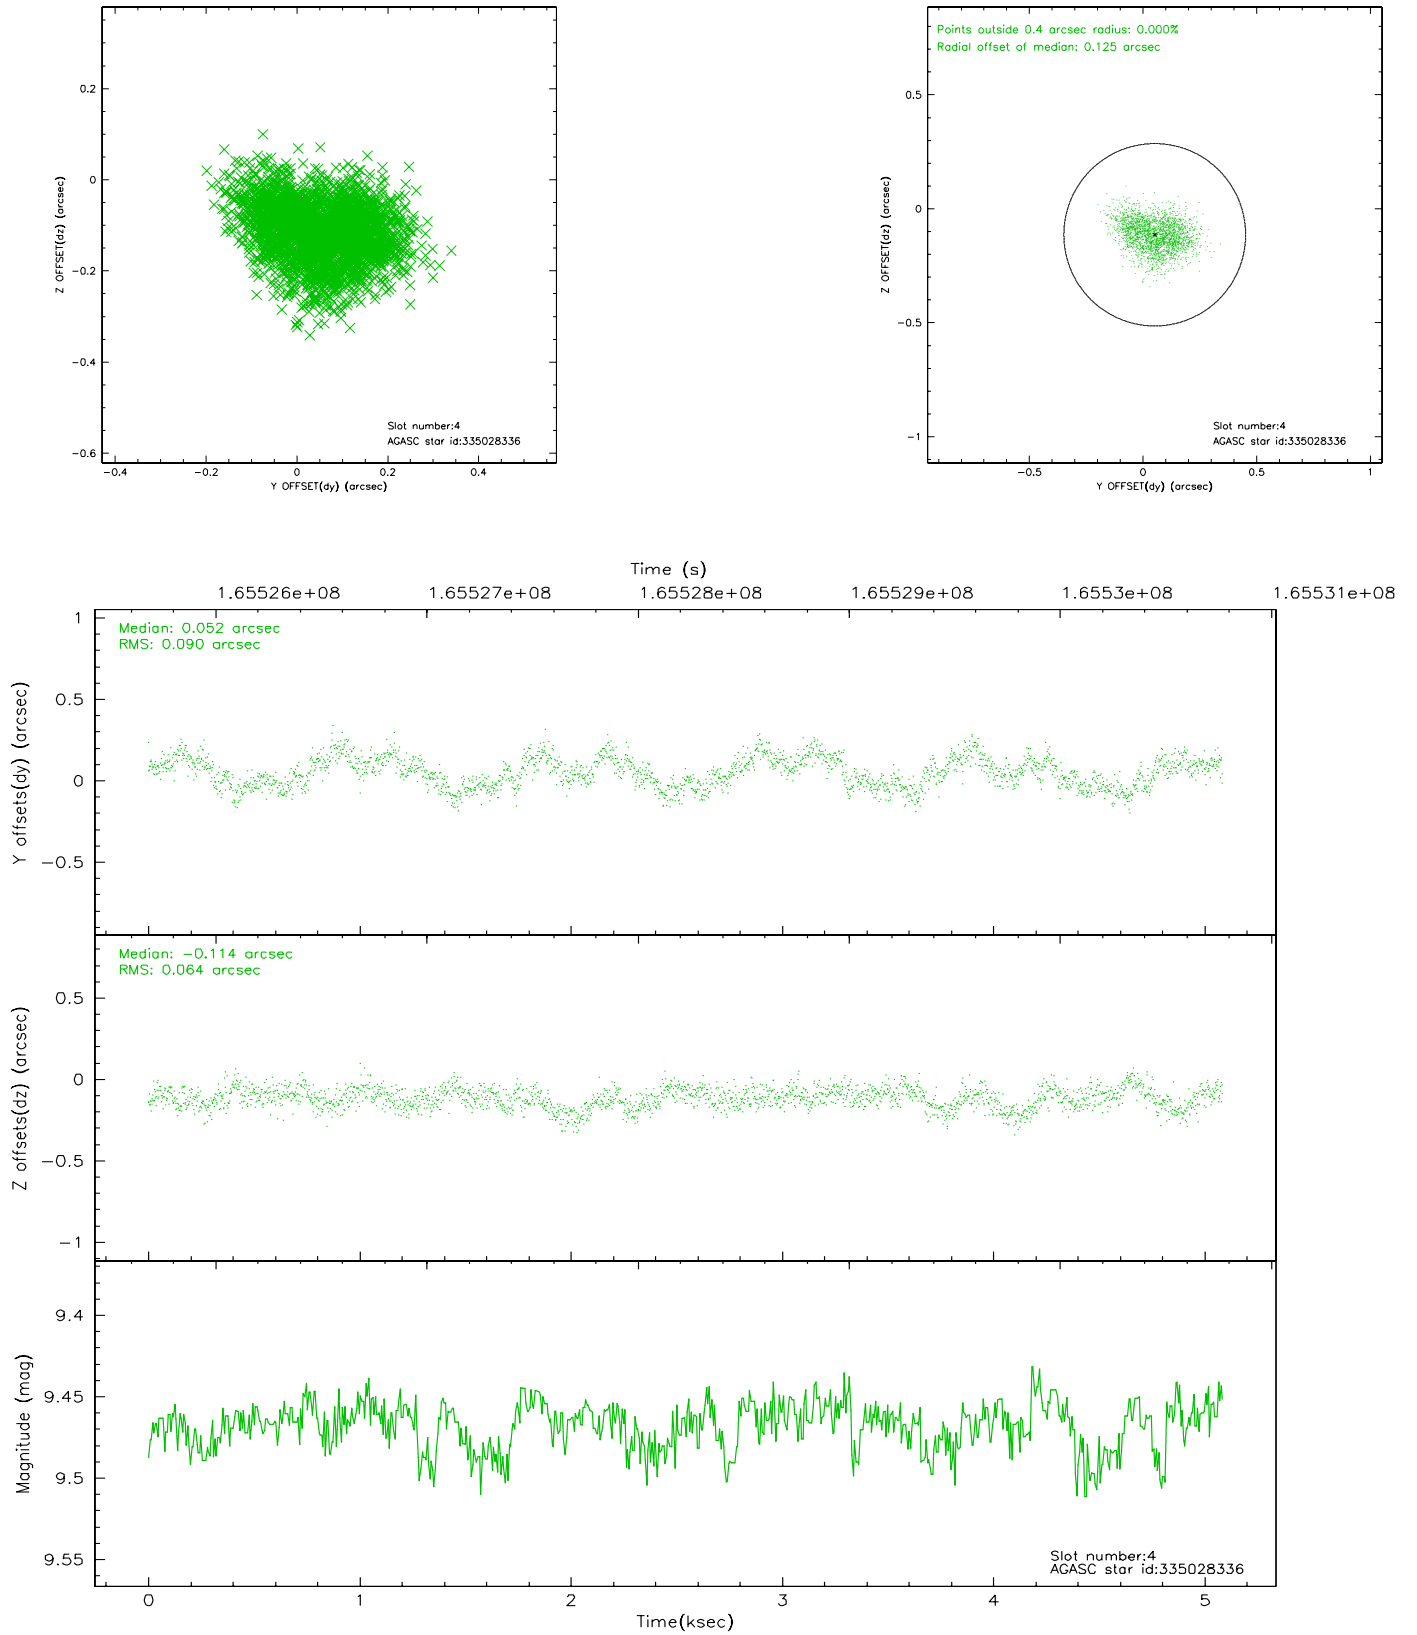 0.2
0
−0.2
−0.4
−0.6
Z OFFSET(dz) (arcsec)
Slot number:4
AGASC star id:335028336
−0.4 −0.2 0 0.2 0.4
Y OFFSET(dy) (arcsec)
Points outside 0.4 arcsec radius: 0.000%
Radial offset of median: 0.125 arcsec
0.5
0
−0.5
−1
Z OFFSET(dz) (arcsec)
Slot number:4
AGASC star id:335028336
−0.5 0 0.5 1
Y OFFSET(dy) (arcsec)
Time (s)
1.65526e+08 1.65527e+08 1.65528e+08 1.65529e+08 1.6553e+08 1.65531e+08
Median: 0.052 arcsec
RMS: 0.090 arcsec
1
0.5
0
−0.5
Y offsets(dy) (arcsec)
Median: −0.114 arcsec
RMS: 0.064 arcsec
0.5
0
−0.5
−1
Z offsets(dz) (arcsec)
9.4
9.45
9.5
9.55
Magnitude (mag)
Slot number:4
AGASC star id:335028336
0 1 2 3 4 5
Time(ksec)